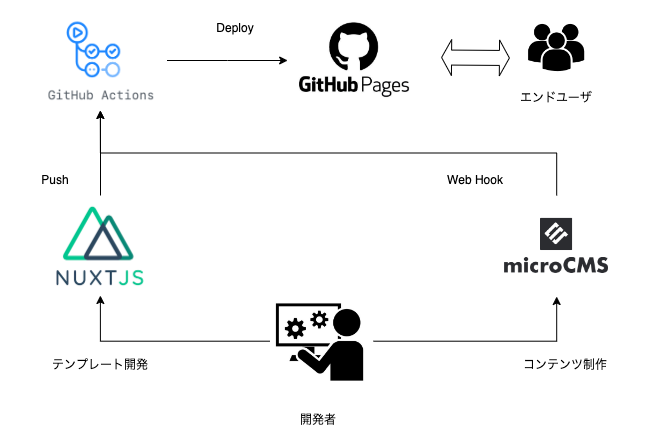 Deploy
GitHub Pages
GitHub Actions
エンドユーザ
Push
Web Hook
NUXTJS
microCMS
テンプレート開発
コンテンツ制作
開発者